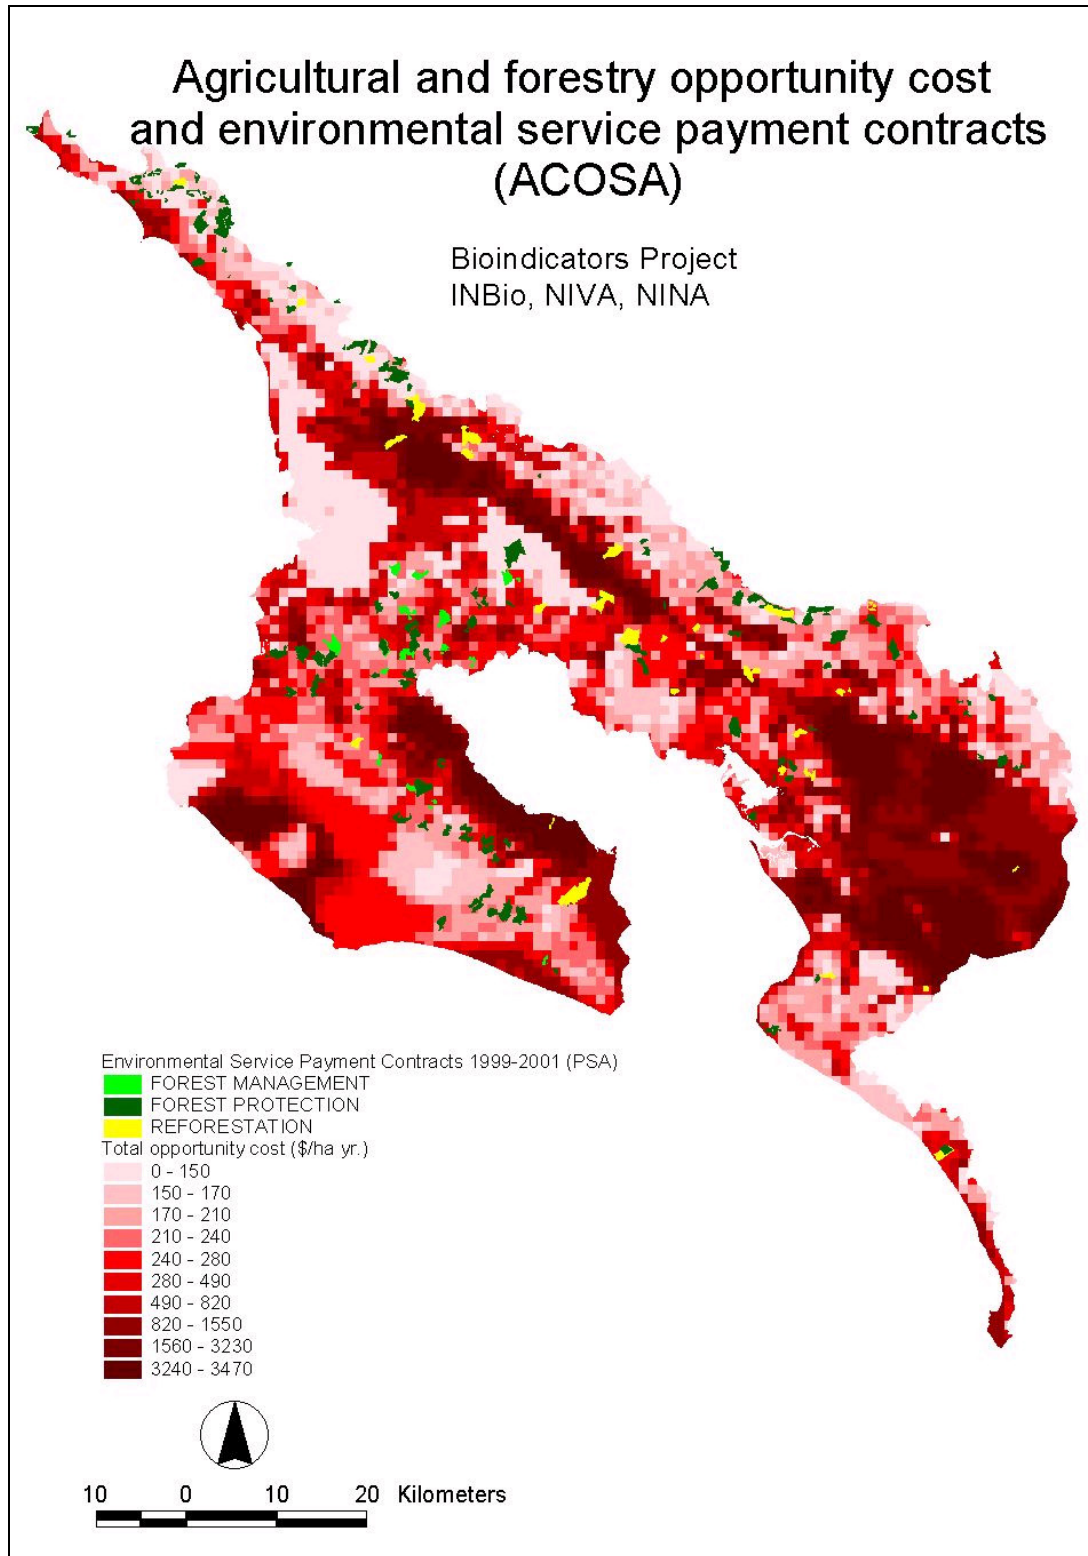 Agricultural and forestry opportunity cost
and environmental service payment contracts
(ACOSA)
Bioindicators Project
INBio, NIVA, NINA
Environmental Service Payment Contracts 1999-2001 (PSA)
FOREST MANAGEMENT
FOREST PROTECTION
REFORESTATION
Total opportunity cost ($/ha yr.)
0 - 150
150 - 170
170 - 210
210 - 240
240 - 280
280 - 490
490 - 820
820 - 1550
1560 - 3230
3240 - 3470
10 0 10 20 Kilometers